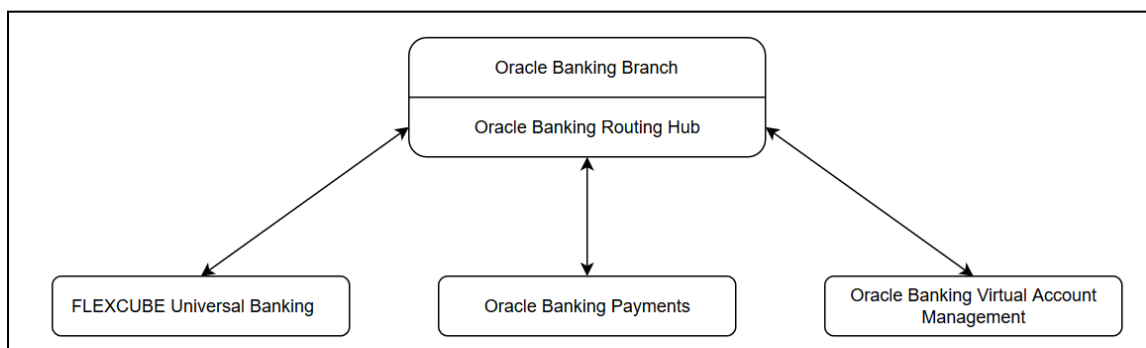 Oracle Banking Branch
Oracle Banking Routing Hub
FLEXCUBE Universal Banking
Oracle Banking Payments
Oracle Banking Virtual Account
Management